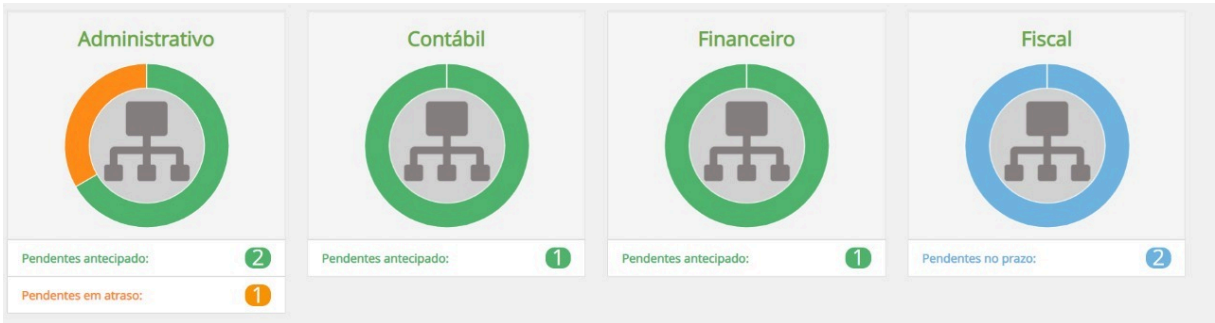 Administrativo
Pendentes antecipado: 2
Pendentes em atraso: 1
Contábil
Pendentes antecipado: 1
Financeiro
Pendentes antecipado: 1
Fiscal
Pendentes no prazo: 2